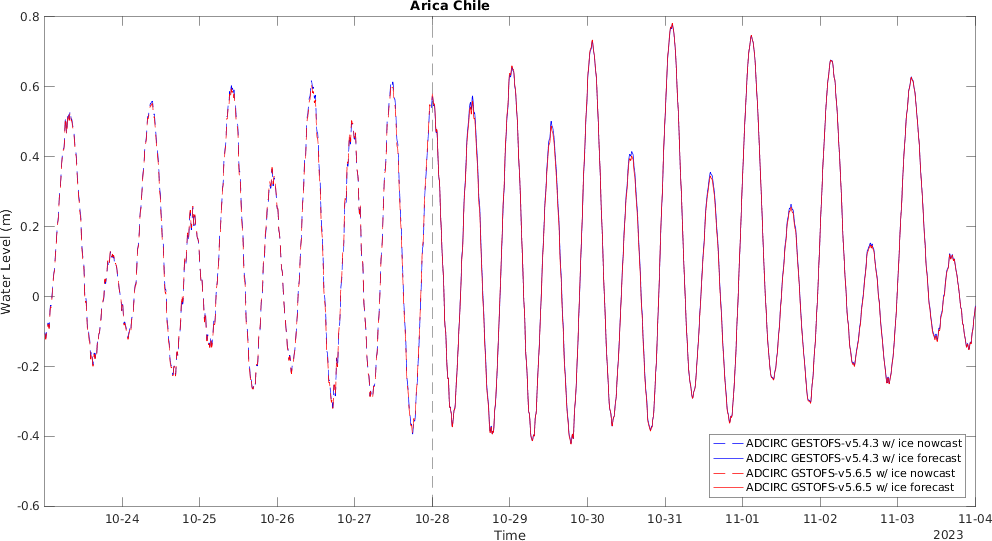 Arica Chile
0.8
0.6
0.4
0.2
0
-0.2
-0.4
-0.6
Water Level (m)
ADCIRC GESTOFS-v5.4.3 w/ ice nowcast
ADCIRC GESTOFS-v5.4.3 w/ ice forecast
ADCIRC GSTOFS-v5.6.5 w/ ice nowcast
ADCIRC GSTOFS-v5.6.5 w/ ice forecast
10-24 10-25 10-26 10-27 10-28 10-29 10-30 10-31 11-01 11-02 11-03 11-04
Time
2023